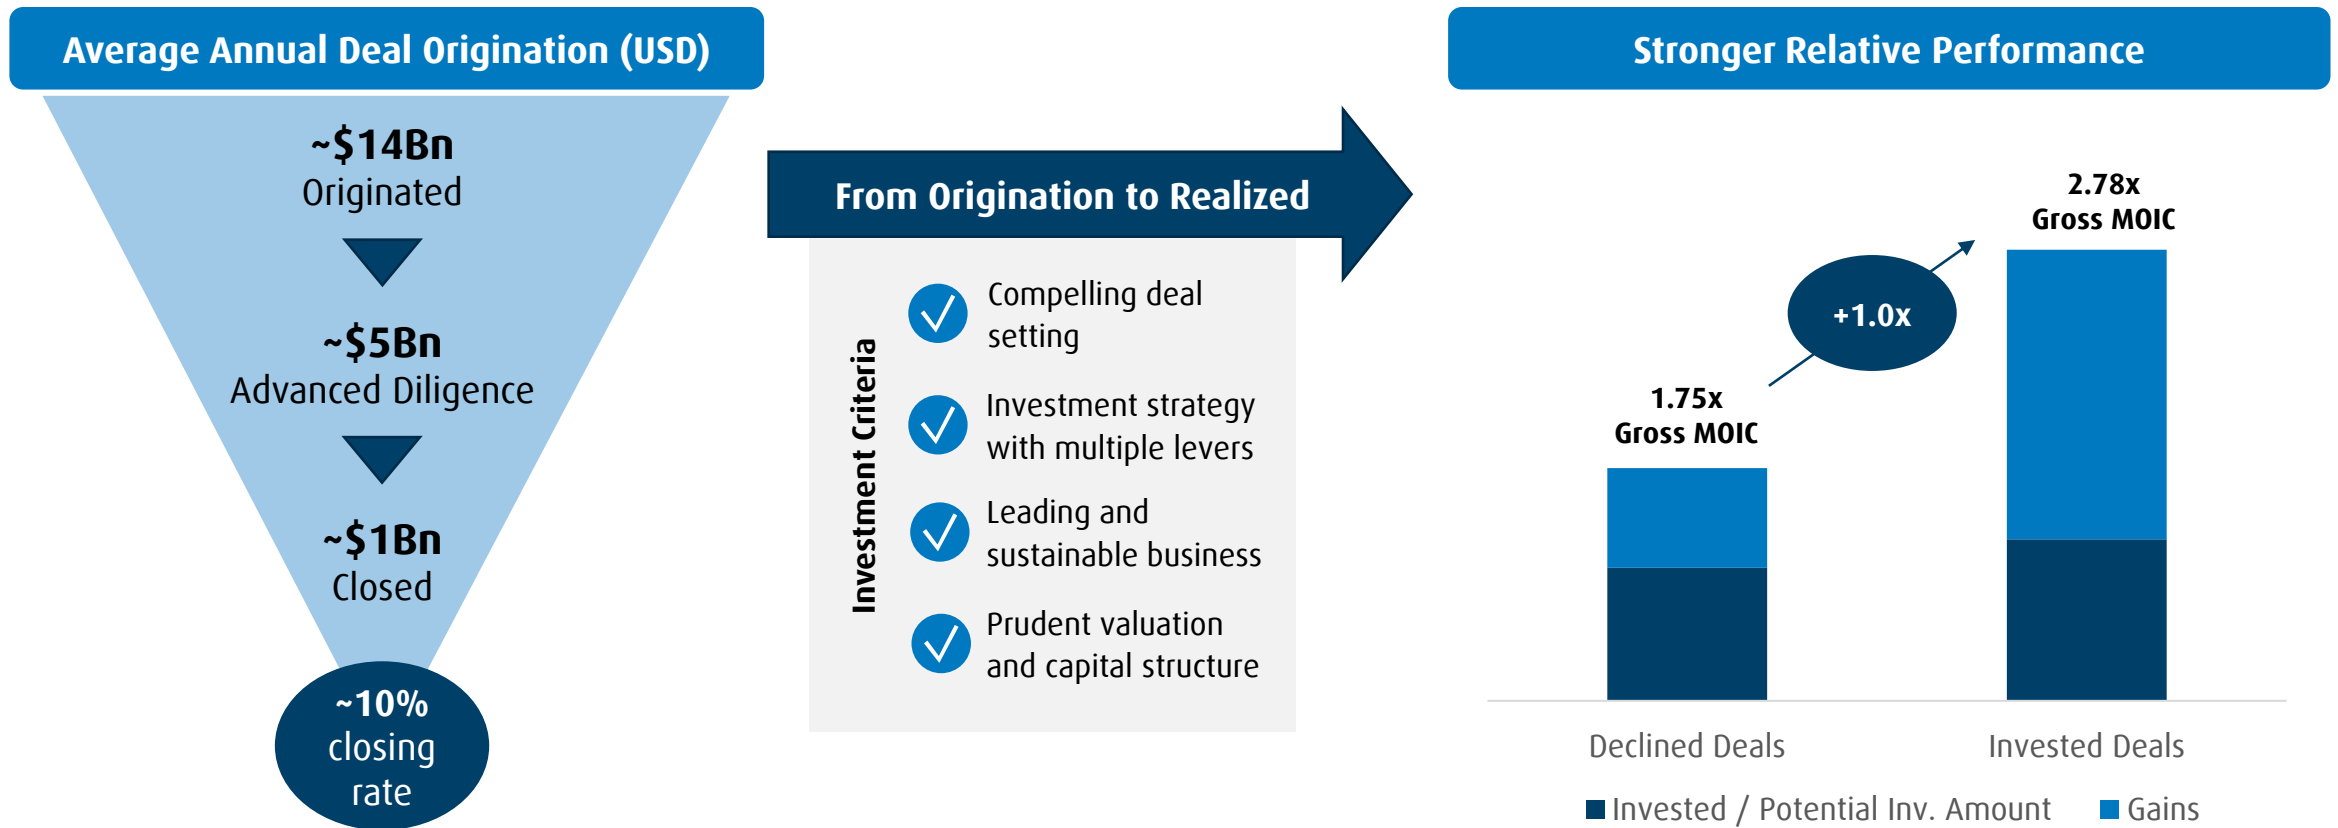 Average Annual Deal Origination (USD)
~$14Bn
Originated
~$5Bn
Advanced Diligence
~$1Bn
Closed
~10%
closing
rate
From Origination to Realized
Investment Criteria
Compelling deal
setting
Investment strategy
with multiple levers
Leading and
sustainable business
Prudent valuation
and capital structure
Stronger Relative Performance
2.78x
Gross MOIC
+1.0x
1.75x
Gross MOIC
Declined Deals
Invested Deals
Invested / Potential Inv. Amount
Gains